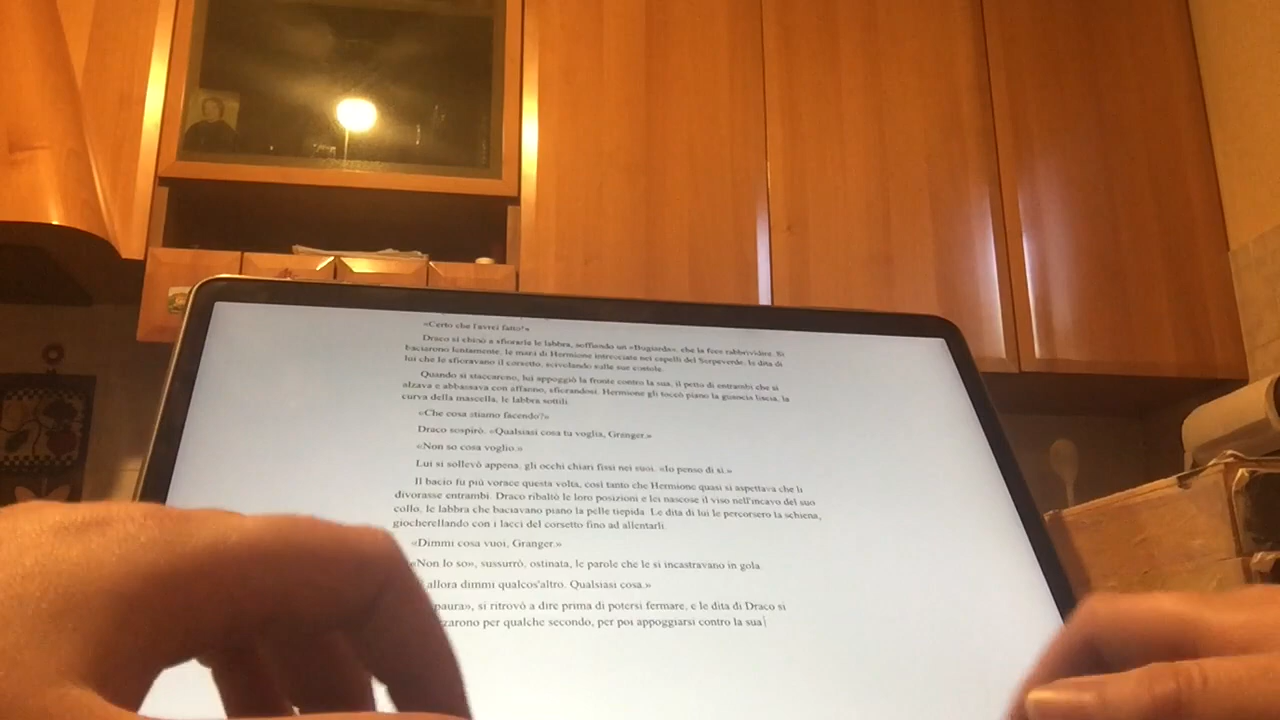 «Certo che l'avrei fatto!»
Draco si chinò a sfiorarle le labbra, soffiando un «Bugiarda», che la fece rabbrividire. Si
baciarono lentamente, le mani di Hermione intrecciate nei capelli del Serpeverde, le dita di
lui che le sfioravano il corsetto, scivolando sulle sue costole.
Quando si staccarono, lui appoggiò la fronte contro la sua, il petto di entrambi che si
alzava e abbassava con affanno, sfiorandosi. Hermione gli toccò piano la guancia liscia, la
curva della mascella, le labbra sottili.
«Che cosa stiamo facendo?»
Draco sospirò. «Qualsiasi cosa tu voglia, Granger.»
«Non so cosa voglio.»
Lui si sollevò appena, gli occhi chiari fissi nei suoi. «Io penso di sì.»
Il bacio fu più vorace questa volta, così tanto che Hermione quasi si aspettava che li
divorasse entrambi. Draco ribaltò le loro posizioni e lei nascose il viso nell'incavo del suo
collo, le labbra che baciavano piano la pelle tiepida. Le dita di lui le percorsero la schiena,
giocherellando con i lacci del corsetto fino ad allentarli.
«Dimmi cosa vuoi, Granger.»
«Non lo so», sussurrò, ostinata, le parole che le si incastravano in gola.
allora dimmi qualcos'altro. Qualsiasi cosa.»
paura», si ritrovò a dire prima di potersi fermare, e le dita di Draco si
zarono per qualche secondo, per poi appoggiarsi contro la sua